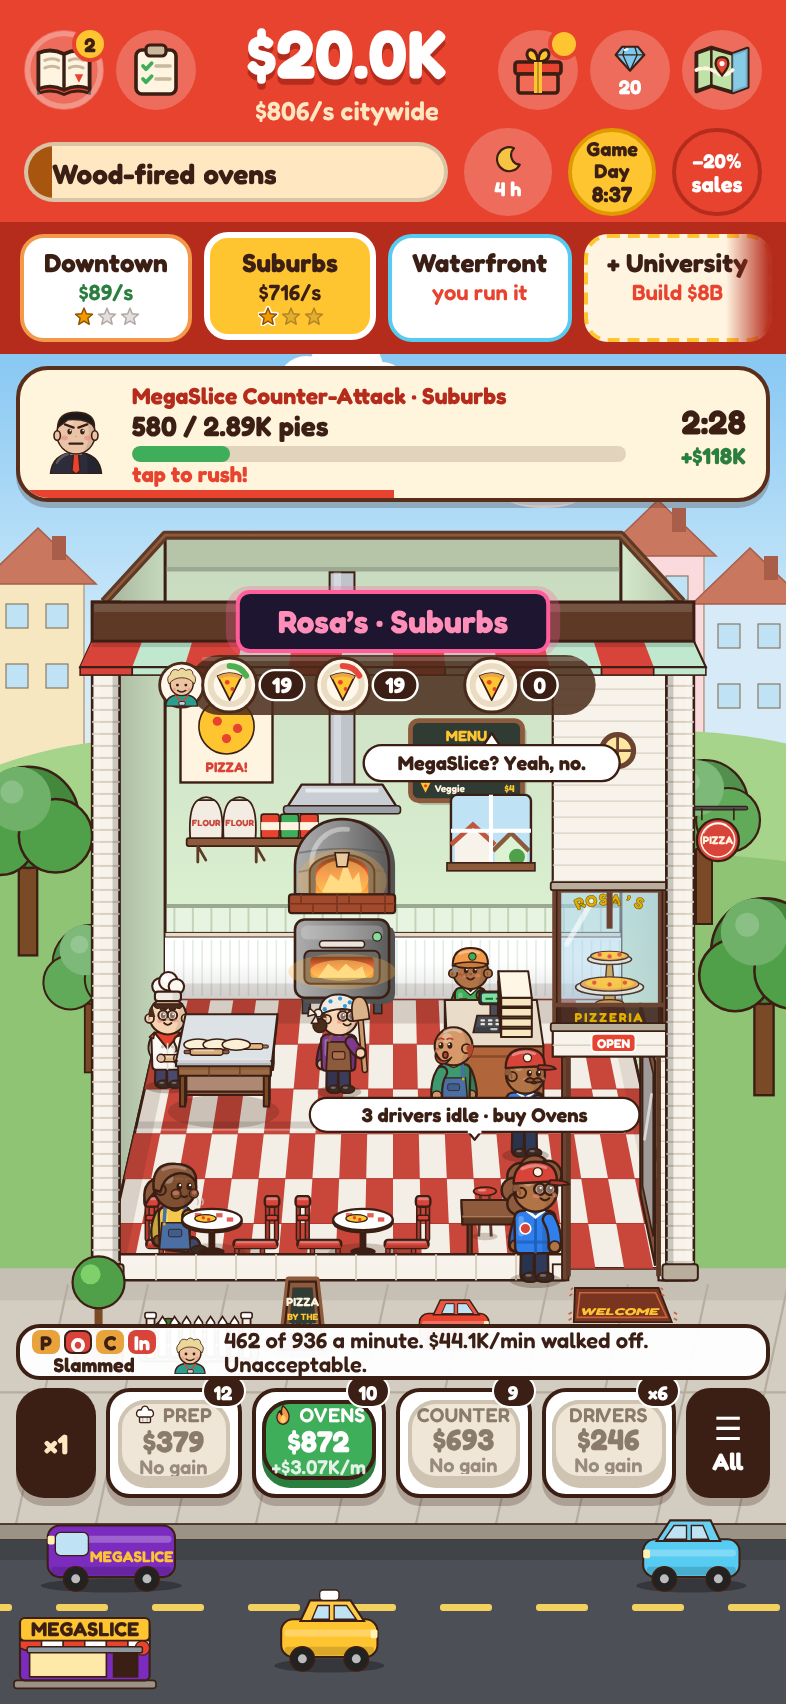 2
$20.0K
$806/s citywide
20
Wood-fired ovens
4 h
Game
Day
8:37
-20%
sales
Downtown
$89/s
Suburbs
$716/s
Waterfront
you run it
+ University
Build $8B
MegaSlice Counter-Attack · Suburbs
580 / 2.89K pies
tap to rush!
2:28
+$118K
Rosa's · Suburbs
19
19
0
PIZZA!
MENU
MegaSlice? Yeah, no.
Veggie $4
FLOUR
FLOUR
PIZZA
ROSA'S
PIZZERIA
OPEN
3 drivers idle · buy Ovens
PIZZA
BY THE
WELCOME
P O C In
Slammed
462 of 936 a minute. $44.1K/min walked off.
Unacceptable.
x1
12
PREP
$379
No gain
10
OVENS
$872
+$3.07K/m
9
COUNTER
$693
No gain
x6
DRIVERS
$246
No gain
All
MEGASLICE
MEGASLICE